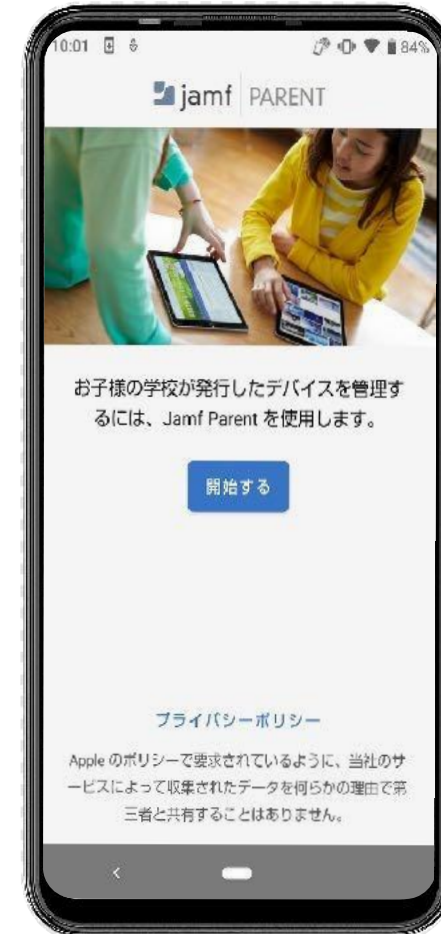 10:01
84%
jamf PARENT
お子様の学校が発行したデバイスを管理す
るには、Jamf Parent を使用します。
開始する
プライバシーポリシー
Apple のポリシーで要求されているように、当社のサ
ービスによって収集されたデータを何らかの理由で第
三者と共有することはありません。